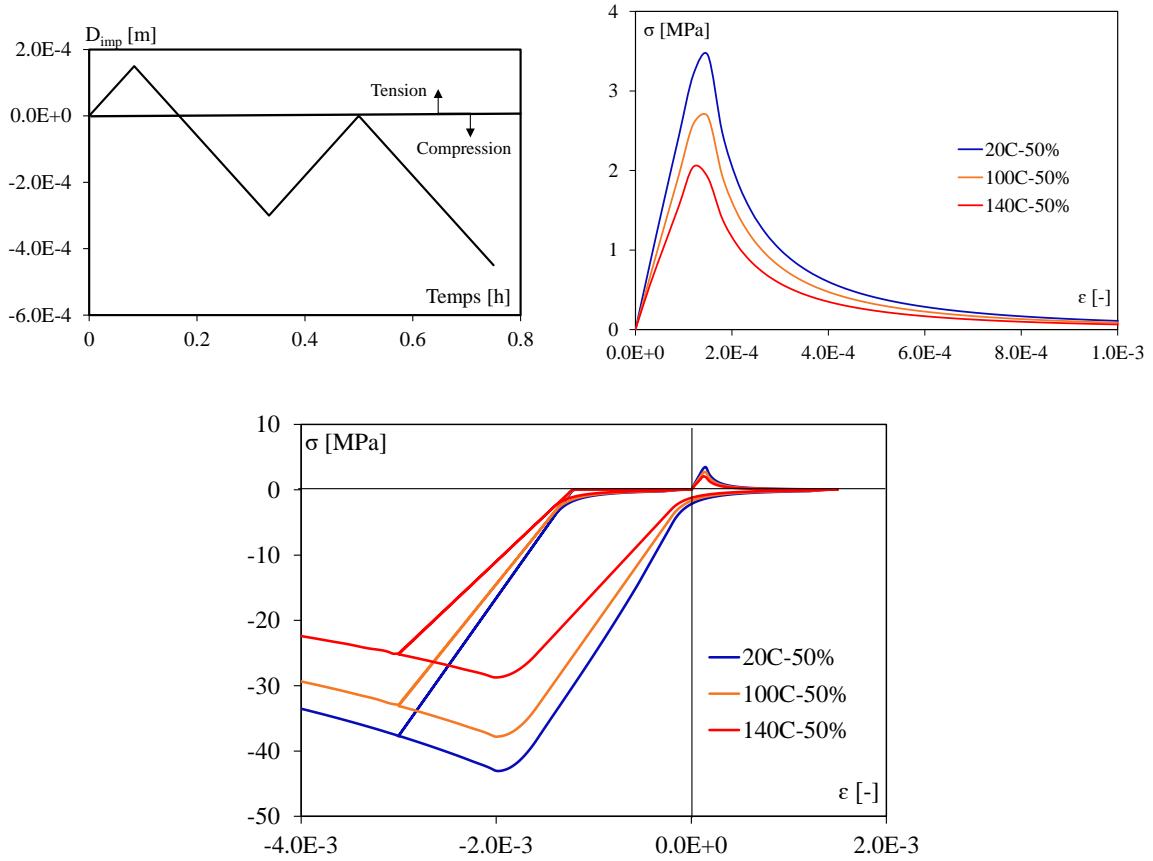 D_imp [m]
2.0E-4
0.0E+0
-2.0E-4
-4.0E-4
-6.0E-4
Tension
Compression
Temps [h]
0 0.2 0.4 0.6 0.8
σ [MPa]
4
3
2
1
0
20C-50%
100C-50%
140C-50%
ε [-]
0.0E+0 2.0E-4 4.0E-4 6.0E-4 8.0E-4 1.0E-3
σ [MPa]
10
0
-10
-20
-30
-40
-50
20C-50%
100C-50%
140C-50%
ε [-]
-4.0E-3 -2.0E-3 0.0E+0 2.0E-3